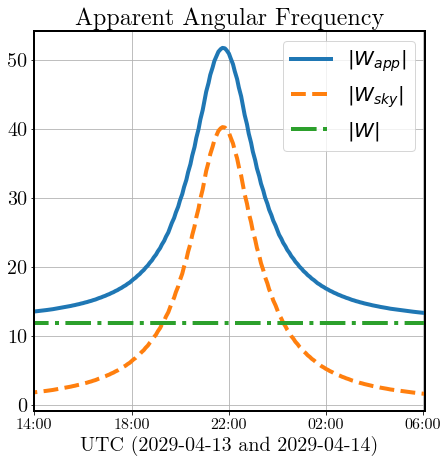 Apparent Angular Frequency
|W_app|
|W_sky|
|W|
50
40
30
20
10
0
14:00 18:00 22:00 02:00 06:00
UTC (2029-04-13 and 2029-04-14)